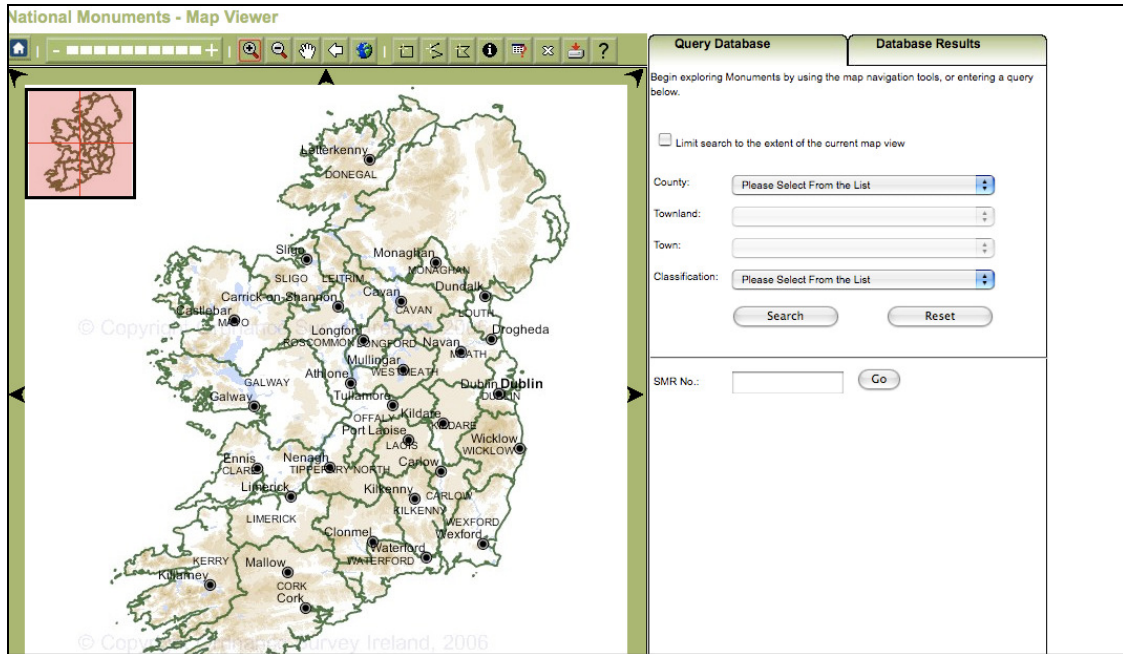 National Monuments - Map Viewer
Query Database
Database Results
Begin exploring Monuments by using the map navigation tools, or entering a query
below.
Limit search to the extent of the current map view
County:
Please Select From the List
Townland:
Town:
Classification:
Please Select From the List
Search
Reset
SMR No.:
Go
Letterkenny
DONEGAL
Sligo
Monaghan
MONAGHAN
SLIGO
LEITRIM
Cavan
Dundalk
Carrick-on-Shannon
CAVAN
LOUTH
Castlebar
MAYO
Longford
Drogheda
ROSCOMMON
LONGFORD
Navan
MEATH
Mullingar
WESTMEATH
Athlone
GALWAY
Dublin
Dublin
DUBLIN
Galway
Tullamore
OFFALY
Kildare
KILDARE
Port Laoise
LAOIS
Wicklow
WICKLOW
Ennis
CLARE
Nenagh
TIPPERARY NORTH
Carlow
Limerick
Kilkenny
CARLOW
KILKENNY
LIMERICK
WEXFORD
Clonmel
Wexford
Waterford
WATERFORD
KERRY
Mallow
Killarney
CORK
Cork
© Copyright Ordnance Survey Ireland, 2006